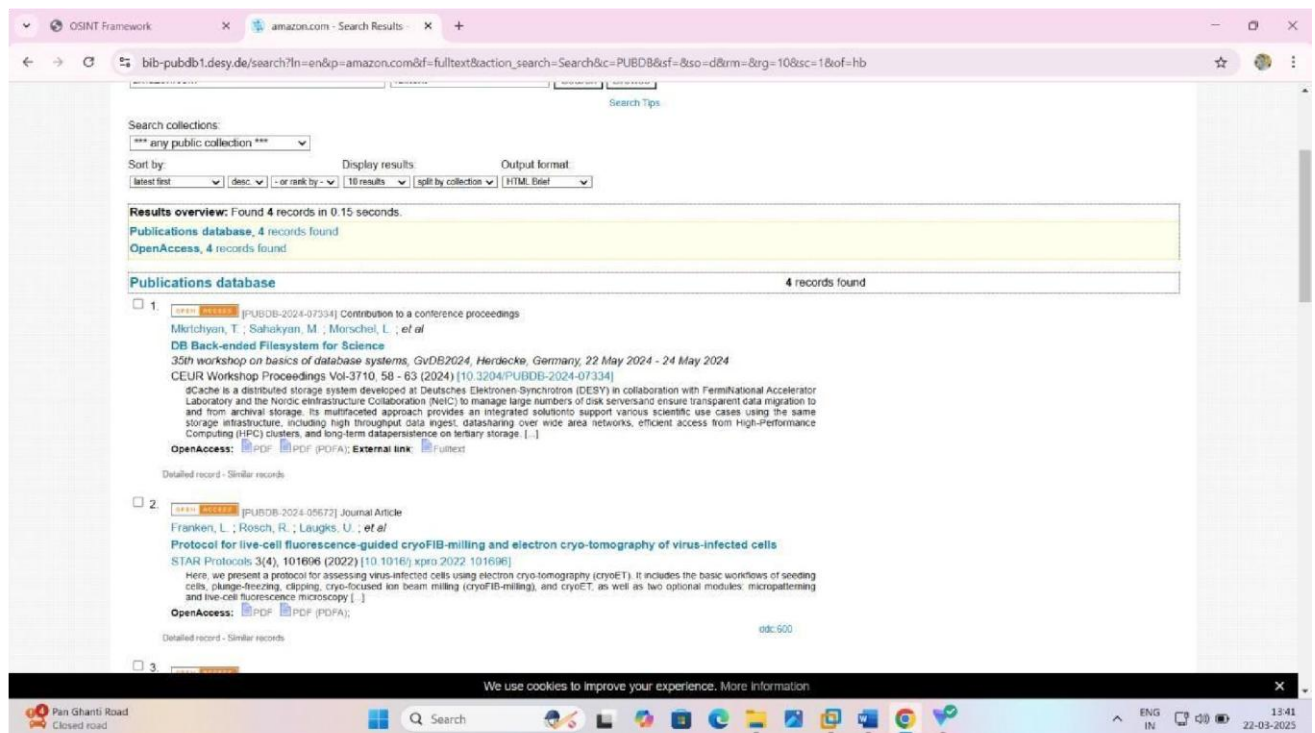 OSINT Framework
amazon.com - Search Results -
bib-pubdb1.desy.de/search?ln=en&p=amazon.com&f=fulltext&action_search=Search&c=PUBDB&sf=&so=d&rm=&rg=10&sc=1&of=hb
Search Tips
Search collections:
*** any public collection ***
Sort by: Display results: Output format:
latest first desc. - or rank by - 10 results split by collection HTML Brief
Results overview: Found 4 records in 0.15 seconds.
Publications database, 4 records found
OpenAccess, 4 records found
Publications database 4 records found
1. OPEN ACCESS [PUBDB-2024-07334] Contribution to a conference proceedings
Mkrtchyan, T. ; Sahakyan, M. ; Morschel, L. ; et al
DB Back-ended Filesystem for Science
35th workshop on basics of database systems, GvDB2024, Herdecke, Germany, 22 May 2024 - 24 May 2024
CEUR Workshop Proceedings Vol-3710, 58 - 63 (2024) [10.3204/PUBDB-2024-07334]
dCache is a distributed storage system developed at Deutsches Elektronen-Synchrotron (DESY) in collaboration with FermiNational Accelerator
Laboratory and the Nordic eInfrastructure Collaboration (NeIC) to manage large numbers of disk serversand ensure transparent data migration to
and from archival storage. Its multifaceted approach provides an integrated solutionto support various scientific use cases using the same
storage infrastructure, including high throughput data ingest, datasharing over wide area networks, efficient access from High-Performance
Computing (HPC) clusters, and long-term datapersistence on tertiary storage. [...]
OpenAccess: PDF PDF (PDFA); External link: Fulltext
Detailed record - Similar records
2. OPEN ACCESS [PUBDB-2024-05672] Journal Article
Franken, L. ; Rosch, R. ; Laugks, U. ; et al
Protocol for live-cell fluorescence-guided cryoFIB-milling and electron cryo-tomography of virus-infected cells
STAR Protocols 3(4), 101696 (2022) [10.1016/j.xpro.2022.101696]
Here, we present a protocol for assessing virus-infected cells using electron cryo-tomography (cryoET). It includes the basic workflows of seeding
cells, plunge-freezing, clipping, cryo-focused ion beam milling (cryoFIB-milling), and cryoET, as well as two optional modules: micropatterning
and live-cell fluorescence microscopy [...]
OpenAccess: PDF PDF (PDFA);
ddc:600
Detailed record - Similar records
3.
We use cookies to improve your experience. More Information
Pan Ghanti Road
Closed road
Search
ENG
IN
13:41
22-03-2025